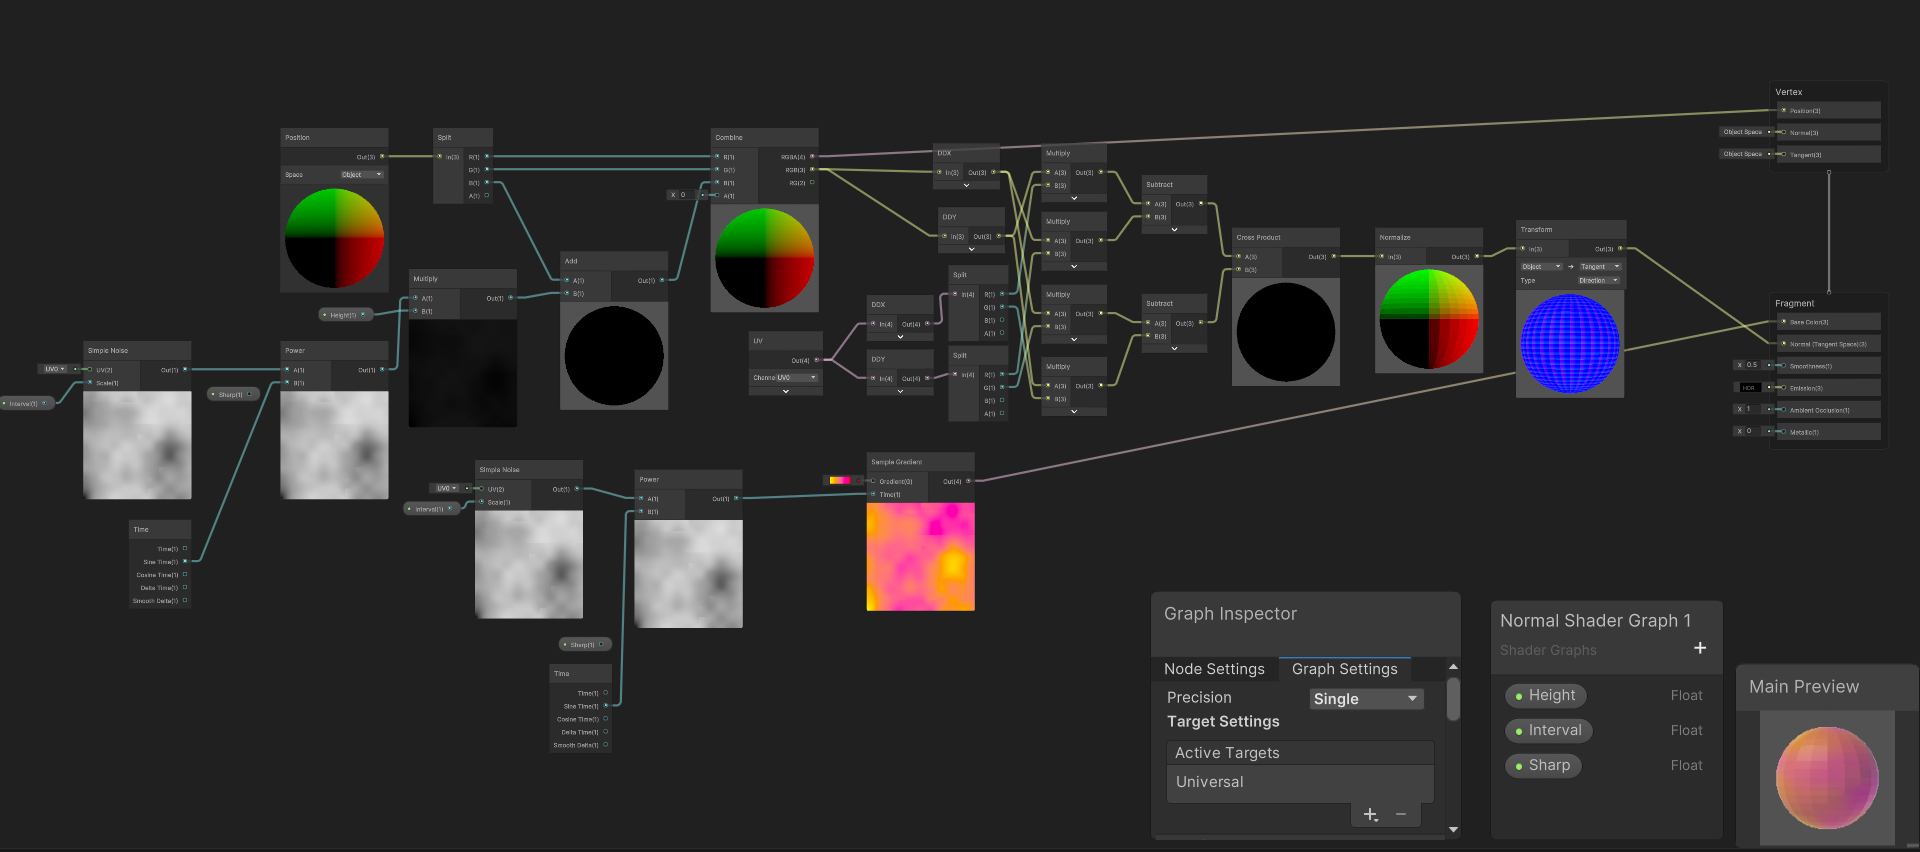 Position
Out(3)
Space
Object
Split
In(3)
R(1)
G(1)
B(1)
A(1)
Combine
R(1)
G(1)
B(1)
A(1)
RGBA(4)
RGB(3)
RG(2)
X 0
Height(1)
Multiply
A(1)
B(1)
Out(1)
Add
A(1)
B(1)
Out(1)
Simple Noise
UV0
UV(2)
Scale(1)
Out(1)
Interval(1)
Sharp(1)
Power
A(1)
B(1)
Out(1)
Time
Time(1)
Sine Time(1)
Cosine Time(1)
Delta Time(1)
Smooth Delta(1)
Simple Noise
UV0
UV(2)
Scale(1)
Out(1)
Interval(1)
Power
A(1)
B(1)
Out(1)
Sharp(1)
Time
Time(1)
Sine Time(1)
Cosine Time(1)
Delta Time(1)
Smooth Delta(1)
UV
Out(4)
Channe UV0
DDX
In(4)
Out(4)
DDY
In(4)
Out(4)
DDX
In(3)
Out(3)
DDY
In(3)
Out(3)
Split
In(4)
R(1)
G(1)
B(1)
A(1)
Split
In(4)
R(1)
G(1)
B(1)
A(1)
Multiply
A(3)
B(3)
Out(3)
Multiply
A(3)
B(3)
Out(3)
Multiply
A(3)
B(3)
Out(3)
Multiply
A(3)
B(3)
Out(3)
Subtract
A(3)
B(3)
Out(3)
Subtract
A(3)
B(3)
Out(3)
Cross Product
A(3)
B(3)
Out(3)
Normalize
In(3)
Out(3)
Transform
In(3)
Out(3)
Object
Tangent
Type
Direction
Sample Gradient
Gradient(G)
Time(1)
Out(4)
Vertex
Position(3)
Object Space
Normal(3)
Object Space
Tangent(3)
Fragment
Base Color(3)
Normal (Tangent Space)(3)
X 0.5
Smoothness(1)
HDR
Emission(3)
X 1
Ambient Occlusion(1)
X 0
Metallic(1)
Graph Inspector
Node Settings
Graph Settings
Precision
Single
Target Settings
Active Targets
Universal
Normal Shader Graph 1
Shader Graphs
Height Float
Interval Float
Sharp Float
Main Preview